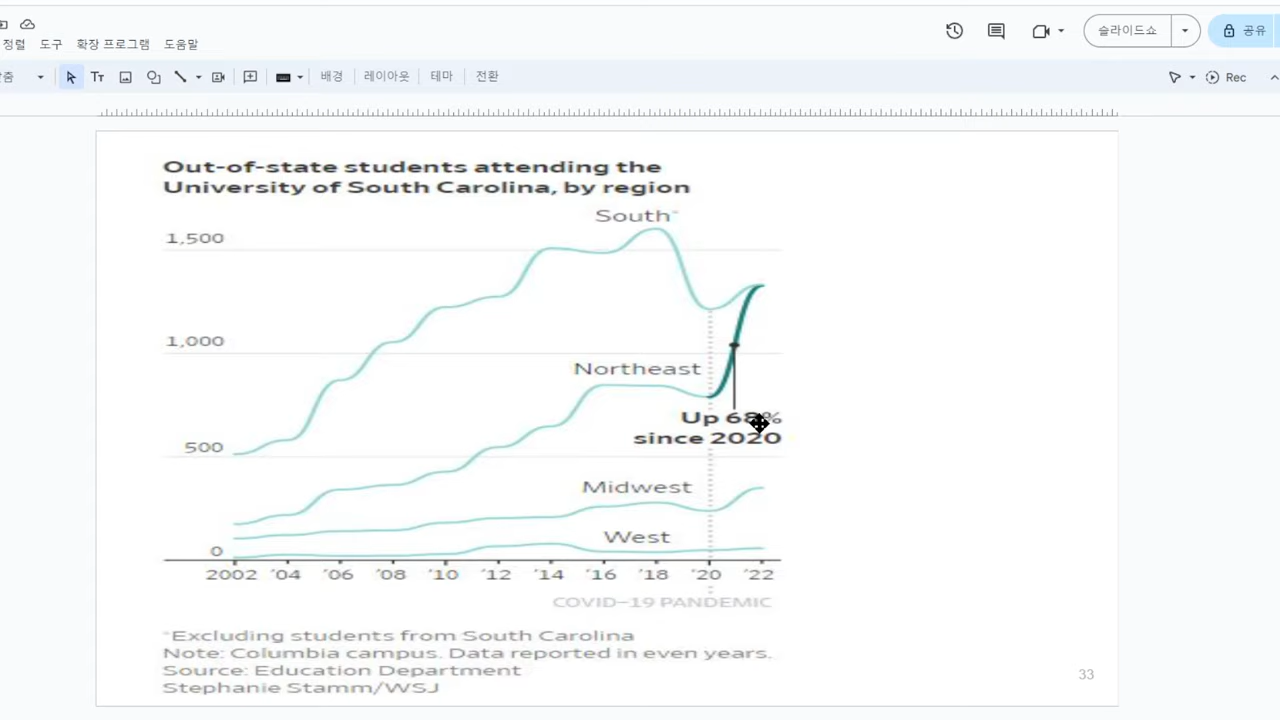 정렬 도구 확장 프로그램 도움말
슬라이드쇼
공유
Tт
배경 레이아웃 테마 전환
Rec
Out-of-state students attending the
University of South Carolina, by region
South*
1,500
1,000
Northeast
Up 68%
since 2020
500
Midwest
West
0
2002 '04 '06 '08 '10 '12 '14 '16 '18 '20 '22
COVID-19 PANDEMIC
*Excluding students from South Carolina
Note: Columbia campus. Data reported in even years.
Source: Education Department
Stephanie Stamm/WSJ
33